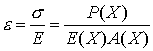 ε = σ/E = P(X)/(E(X)A(X))